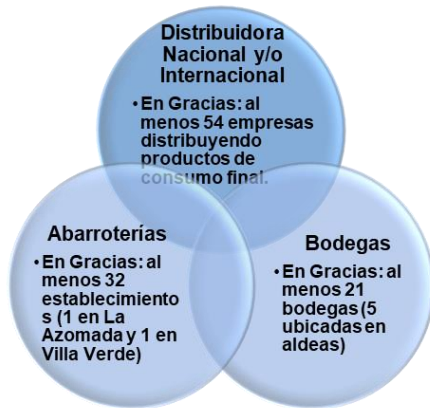 Distribuidora
Nacional y/o
Internacional
• En Gracias: al
menos 54 empresas
distribuyendo
productos de
consumo final.
Abarroterías
• En Gracias: al
menos 32
establecimiento
s (1 en La
Azomada y 1 en
Villa Verde)
Bodegas
• En Gracias: al
menos 21
bodegas (5
ubicadas en
aldeas)